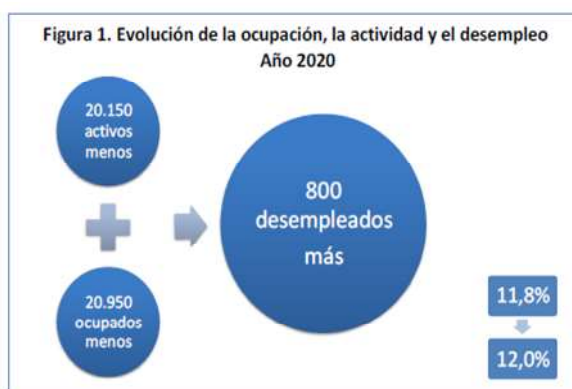 Figura 1. Evolución de la ocupación, la actividad y el desempleo
Año 2020
20.150
activos
menos
20.950
ocupados
menos
800
desempleados
más
11,8%
12,0%